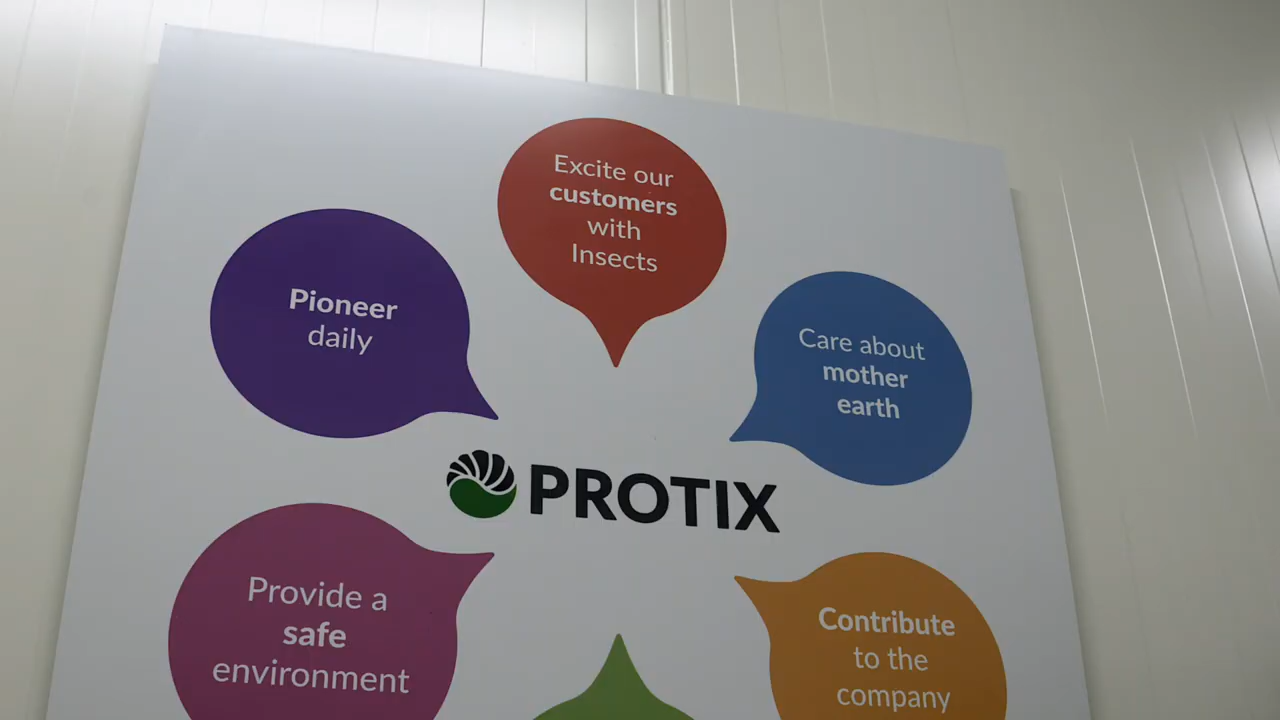 Excite our
customers
with
Insects
Pioneer
daily
Care about
mother
earth
PROTIX
Provide a
safe
environment
Contribute
to the
company